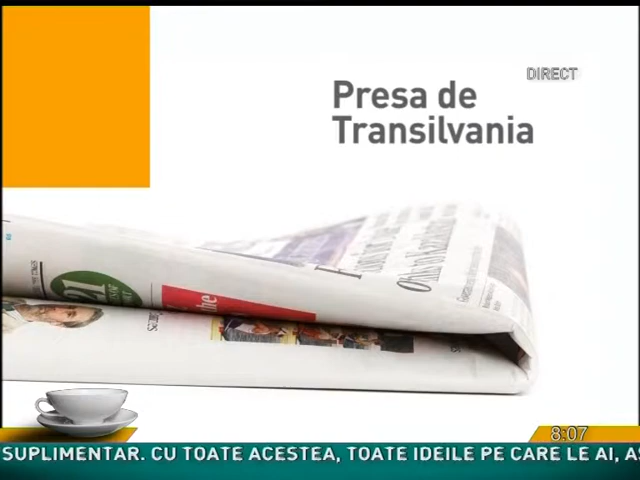 DIRECT
Presa de
Transilvania
8:07
SUPLIMENTAR. CU TOATE ACESTEA, TOATE IDEILE PE CARE LE AI, AS